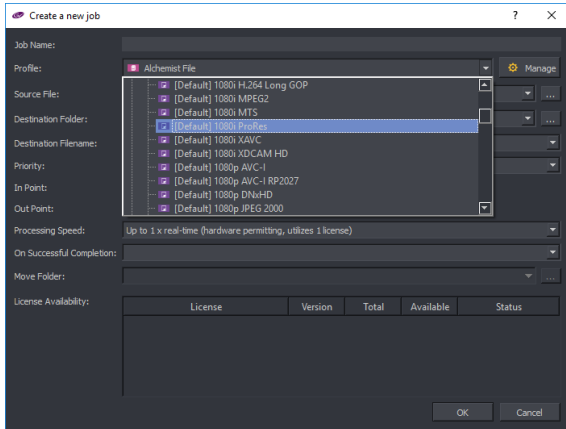 Create a new job
Job Name:
Profile: Alchemist File Manage
[Default] 1080i H.264 Long GOP
Source File: ...
[Default] 1080i MPEG2
[Default] 1080i MTS
Destination Folder: ...
[Default] 1080i ProRes
Destination Filename:
[Default] 1080i XAVC
[Default] 1080i XDCAM HD
Priority:
[Default] 1080p AVC-I
In Point:
[Default] 1080p AVC-I RP2027
[Default] 1080p DNxHD
Out Point:
[Default] 1080p JPEG 2000
Processing Speed: Up to 1 x real-time (hardware permitting, utilizes 1 license)
On Successful Completion:
Move Folder: ...
License Availability:
License Version Total Available Status
OK Cancel